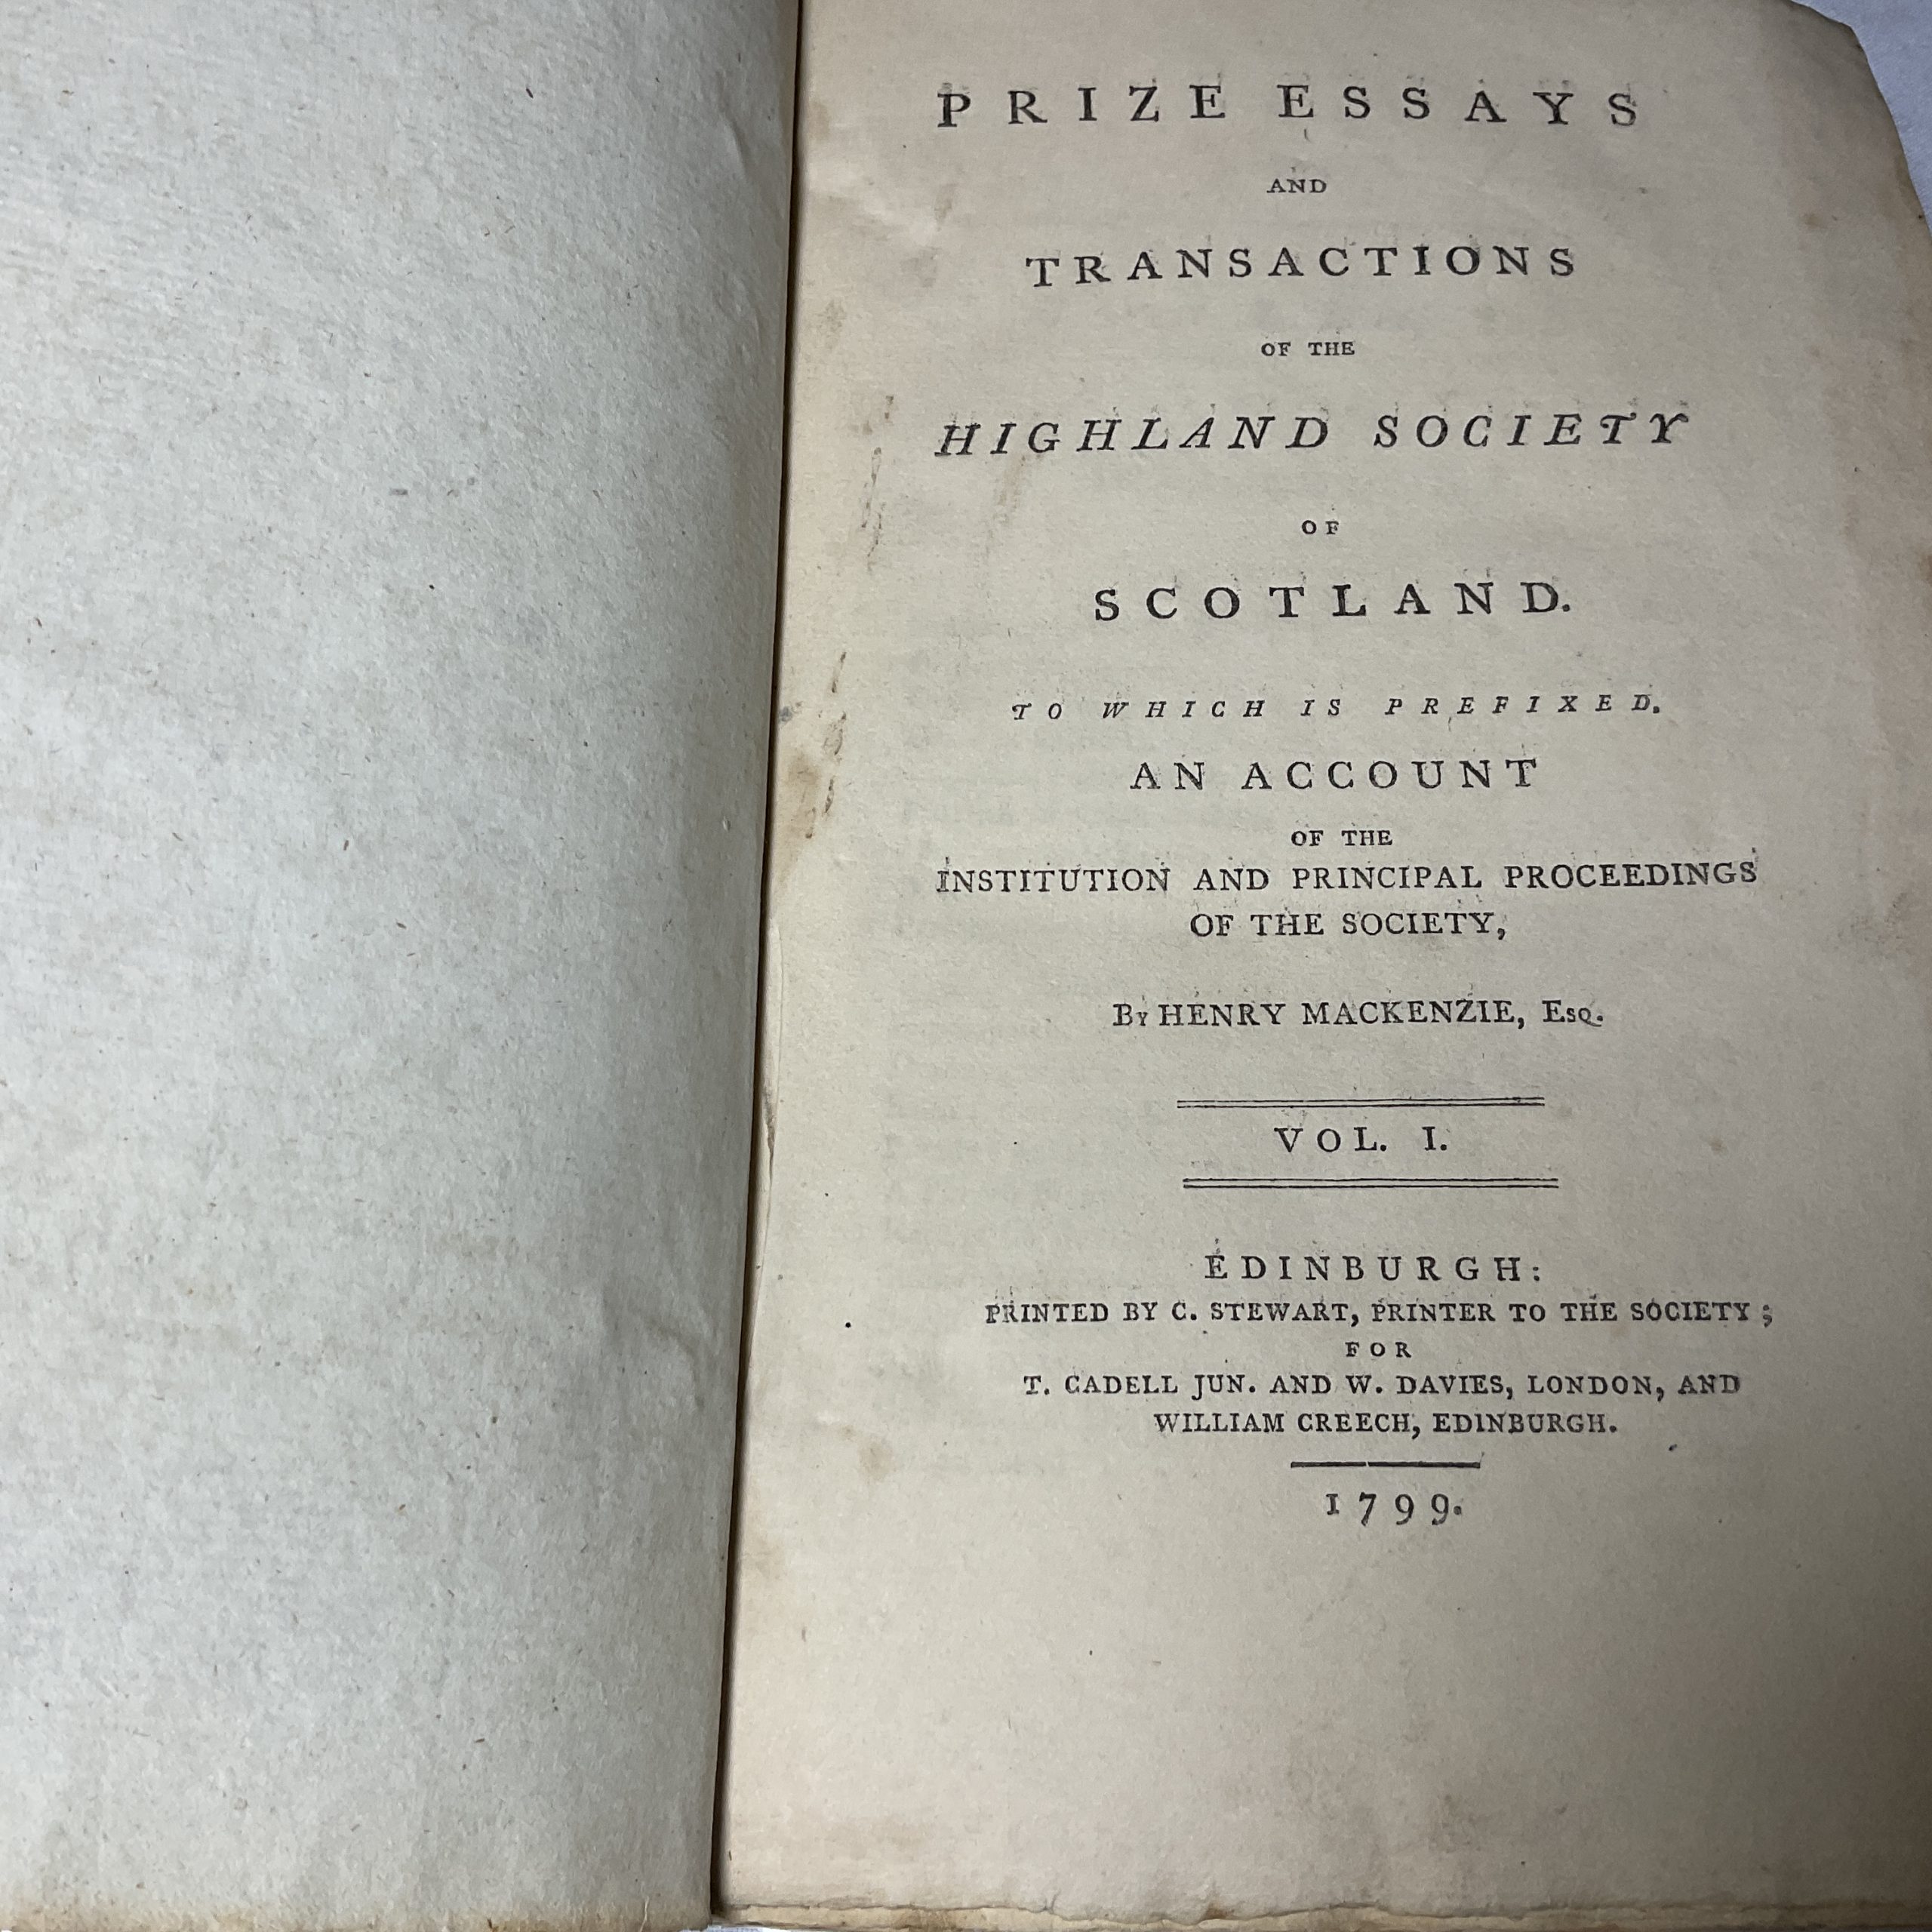 PRIZE ESSAYS
AND
TRANSACTIONS
OF THE
HIGHLAND SOCIETY
OF
SCOTLAND.
TO WHICH IS PREFIXED.
AN ACCOUNT
OF THE
INSTITUTION AND PRINCIPAL PROCEEDINGS
OF THE SOCIETY,
BY HENRY MACKENZIE, ESQ.
VOL. I.
EDINBURGH:
PRINTED BY C. STEWART, PRINTER TO THE SOCIETY;
FOR
T. CADELL JUN. AND W. DAVIES, LONDON, AND
WILLIAM CREECH, EDINBURGH.
1799.